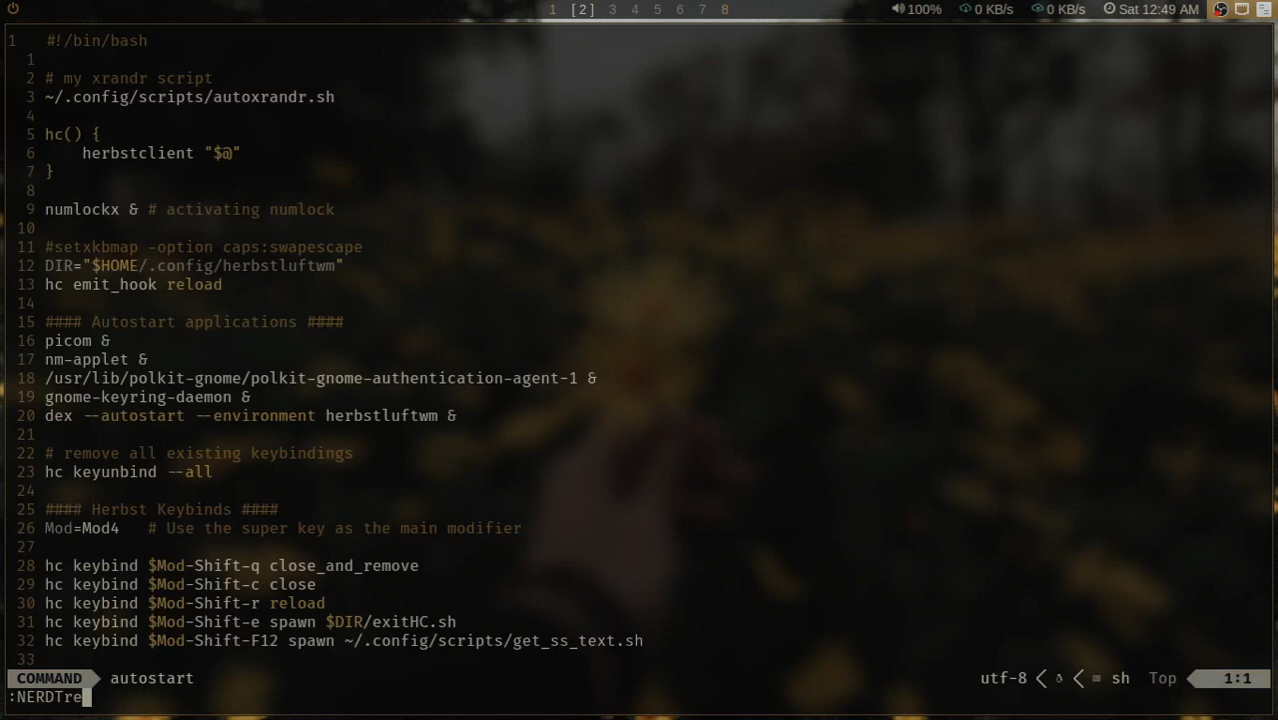 1 [2] 3 4 5 6 7 8 100% 0 KB/s 0 KB/s Sat 12:49 AM
1 #!/bin/bash
1
2 # my xrandr script
3 ~/.config/scripts/autoxrandr.sh
4
5 hc() {
6 herbstclient "$@"
7 }
8
9 numlockx & # activating numlock
10
11 #setxkbmap -option caps:swapescape
12 DIR="$HOME/.config/herbstluftwm"
13 hc emit_hook reload
14
15 #### Autostart applications ####
16 picom &
17 nm-applet &
18 /usr/lib/polkit-gnome/polkit-gnome-authentication-agent-1 &
19 gnome-keyring-daemon &
20 dex --autostart --environment herbstluftwm &
21
22 # remove all existing keybindings
23 hc keyunbind --all
24
25 #### Herbst Keybinds ####
26 Mod=Mod4 # Use the super key as the main modifier
27
28 hc keybind $Mod-Shift-q close_and_remove
29 hc keybind $Mod-Shift-c close
30 hc keybind $Mod-Shift-r reload
31 hc keybind $Mod-Shift-e spawn $DIR/exitHC.sh
32 hc keybind $Mod-Shift-F12 spawn ~/.config/scripts/get_ss_text.sh
33
COMMAND autostart utf-8 sh Top 1:1
:NERDTre